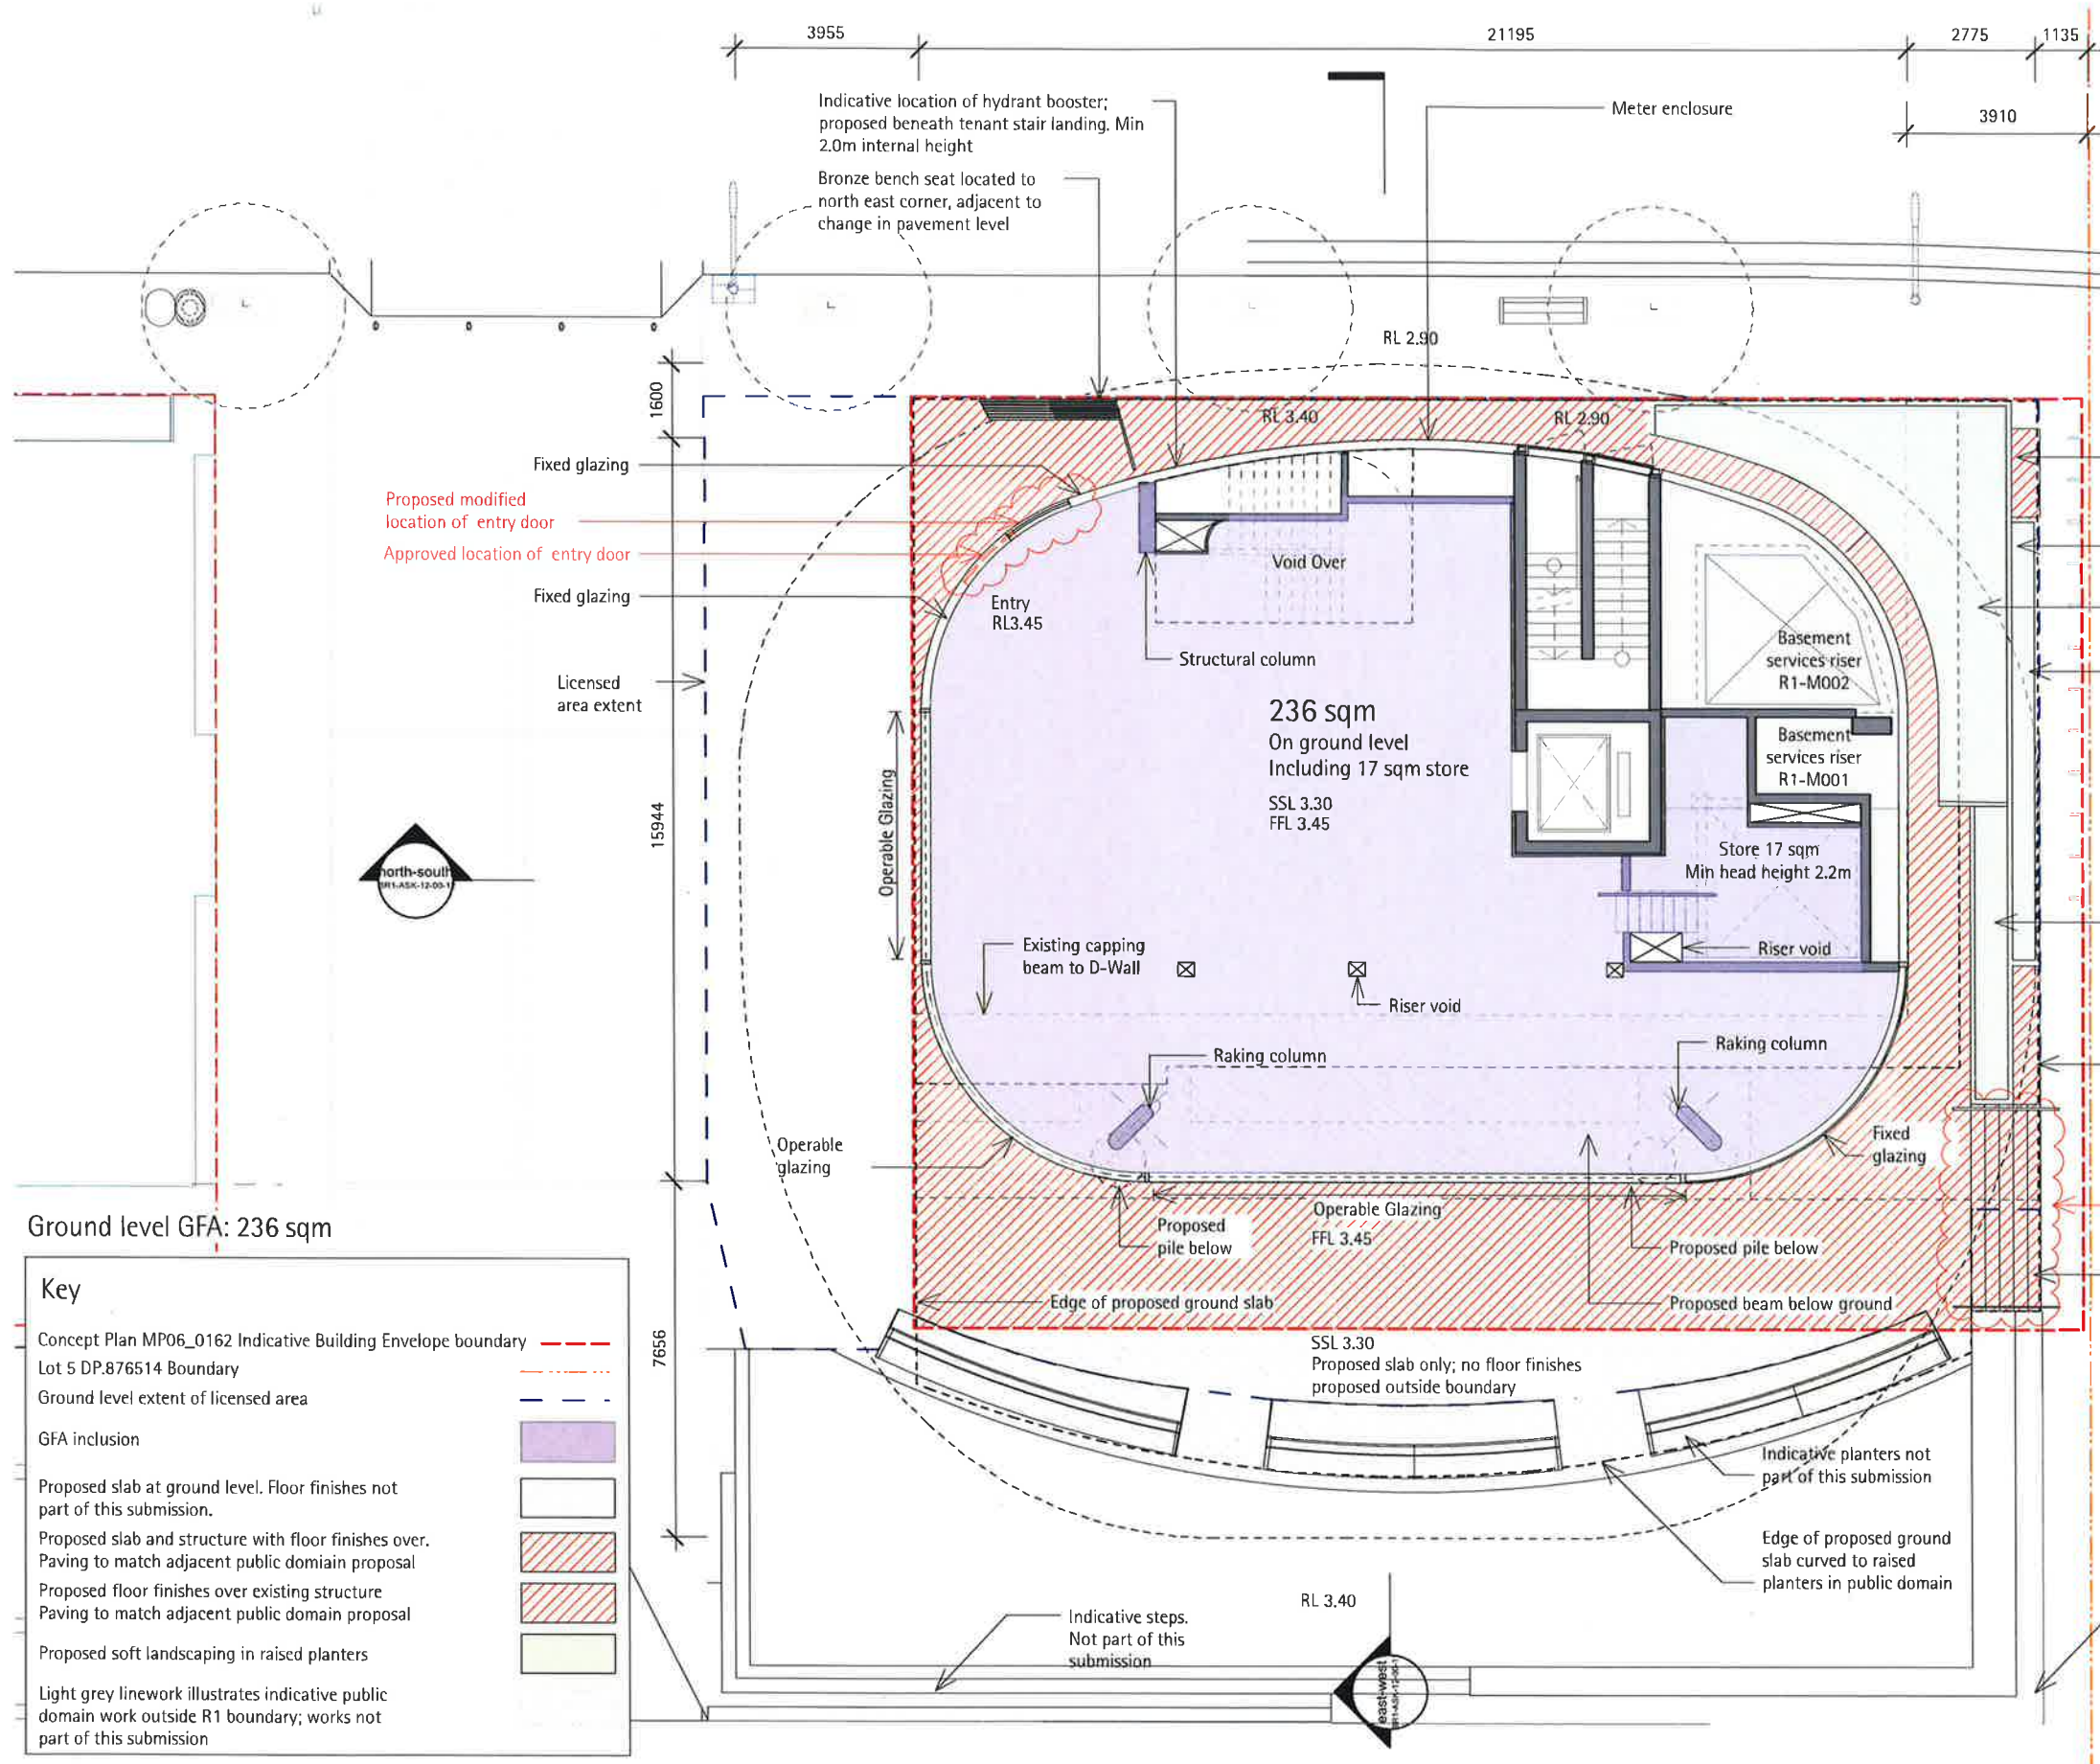 3955
21195
2775
1135
3910
Indicative location of hydrant booster;
proposed beneath tenant stair landing. Min
2.0m internal height
Meter enclosure
Bronze bench seat located to
north east corner, adjacent to
change in pavement level
RL 2.90
1600
RL 3.40
RL 2.90
Fixed glazing
Proposed modified
location of entry door
Approved location of entry door
Fixed glazing
Void Over
Entry
RL3.45
Structural column
Basement
services riser
R1-M002
Licensed
area extent
236 sqm
On ground level
Including 17 sqm store
SSL 3.30
FFL 3.45
Basement
services riser
R1-M001
Operable Glazing
15944
north-south
Store 17 sqm
Min head height 2.2m
Existing capping
beam to D-Wall
Riser void
Riser void
Raking column
Raking column
Operable
glazing
Fixed
glazing
Operable Glazing
FFL 3.45
Proposed
pile below
Proposed pile below
Edge of proposed ground slab
Proposed beam below ground
7656
SSL 3.30
Proposed slab only; no floor finishes
proposed outside boundary
Indicative planters not
part of this submission
Edge of proposed ground
slab curved to raised
planters in public domain
RL 3.40
Indicative steps.
Not part of this
submission
east-west
Ground level GFA: 236 sqm
Key
Concept Plan MP06_0162 Indicative Building Envelope boundary
Lot 5 DP.876514 Boundary
Ground level extent of licensed area
GFA inclusion
Proposed slab at ground level. Floor finishes not
part of this submission.
Proposed slab and structure with floor finishes over.
Paving to match adjacent public domiain proposal
Proposed floor finishes over existing structure
Paving to match adjacent public domain proposal
Proposed soft landscaping in raised planters
Light grey linework illustrates indicative public
domain work outside R1 boundary; works not
part of this submission